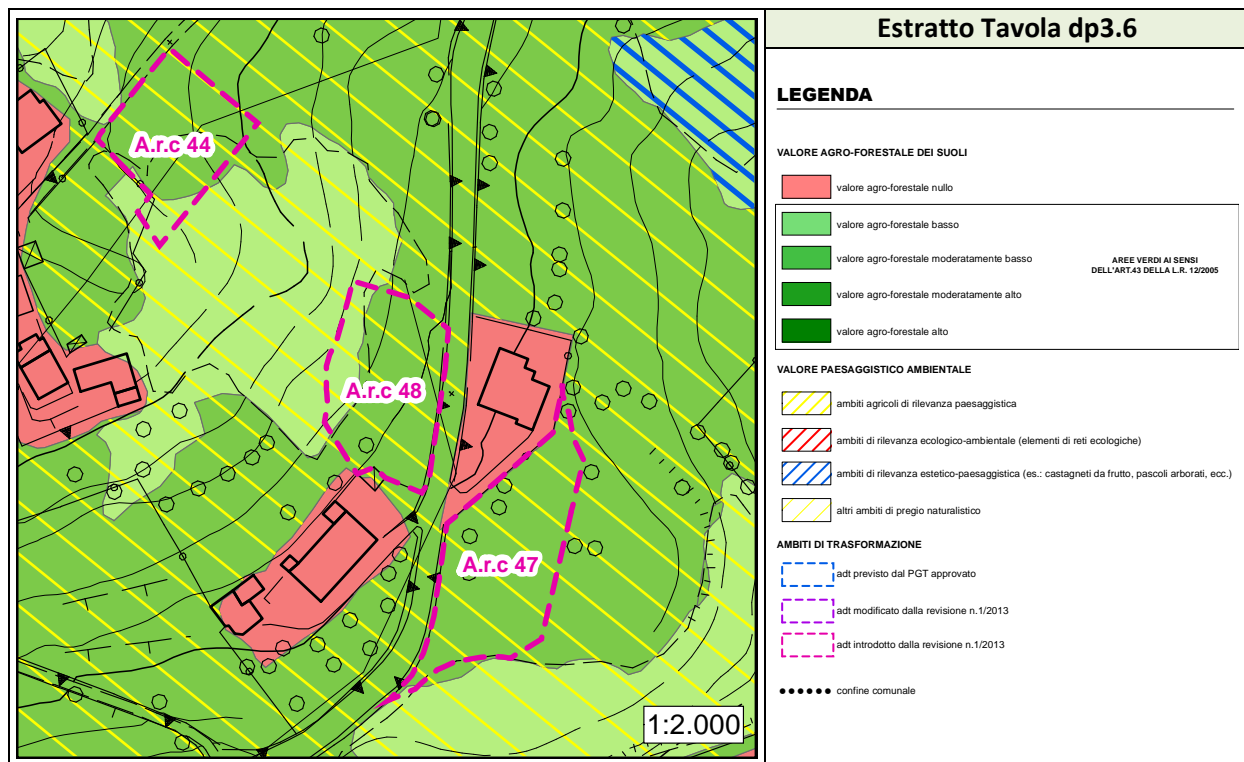 A.r.c 44
A.r.c 48
A.r.c 47
1:2.000
Estratto Tavola dp3.6
LEGENDA
VALORE AGRO-FORESTALE DEI SUOLI
valore agro-forestale nullo
valore agro-forestale basso
valore agro-forestale moderatamente basso
AREE VERDI AI SENSI
DELL'ART.43 DELLA L.R. 12/2005
valore agro-forestale moderatamente alto
valore agro-forestale alto
VALORE PAESAGGISTICO AMBIENTALE
ambiti agricoli di rilevanza paesaggistica
ambiti di rilevanza ecologico-ambientale (elementi di reti ecologiche)
ambiti di rilevanza estetico-paesaggistica (es.: castagneti da frutto, pascoli arborati, ecc.)
altri ambiti di pregio naturalistico
AMBITI DI TRASFORMAZIONE
adt previsto dal PGT approvato
adt modificato dalla revisione n.1/2013
adt introdotto dalla revisione n.1/2013
confine comunale